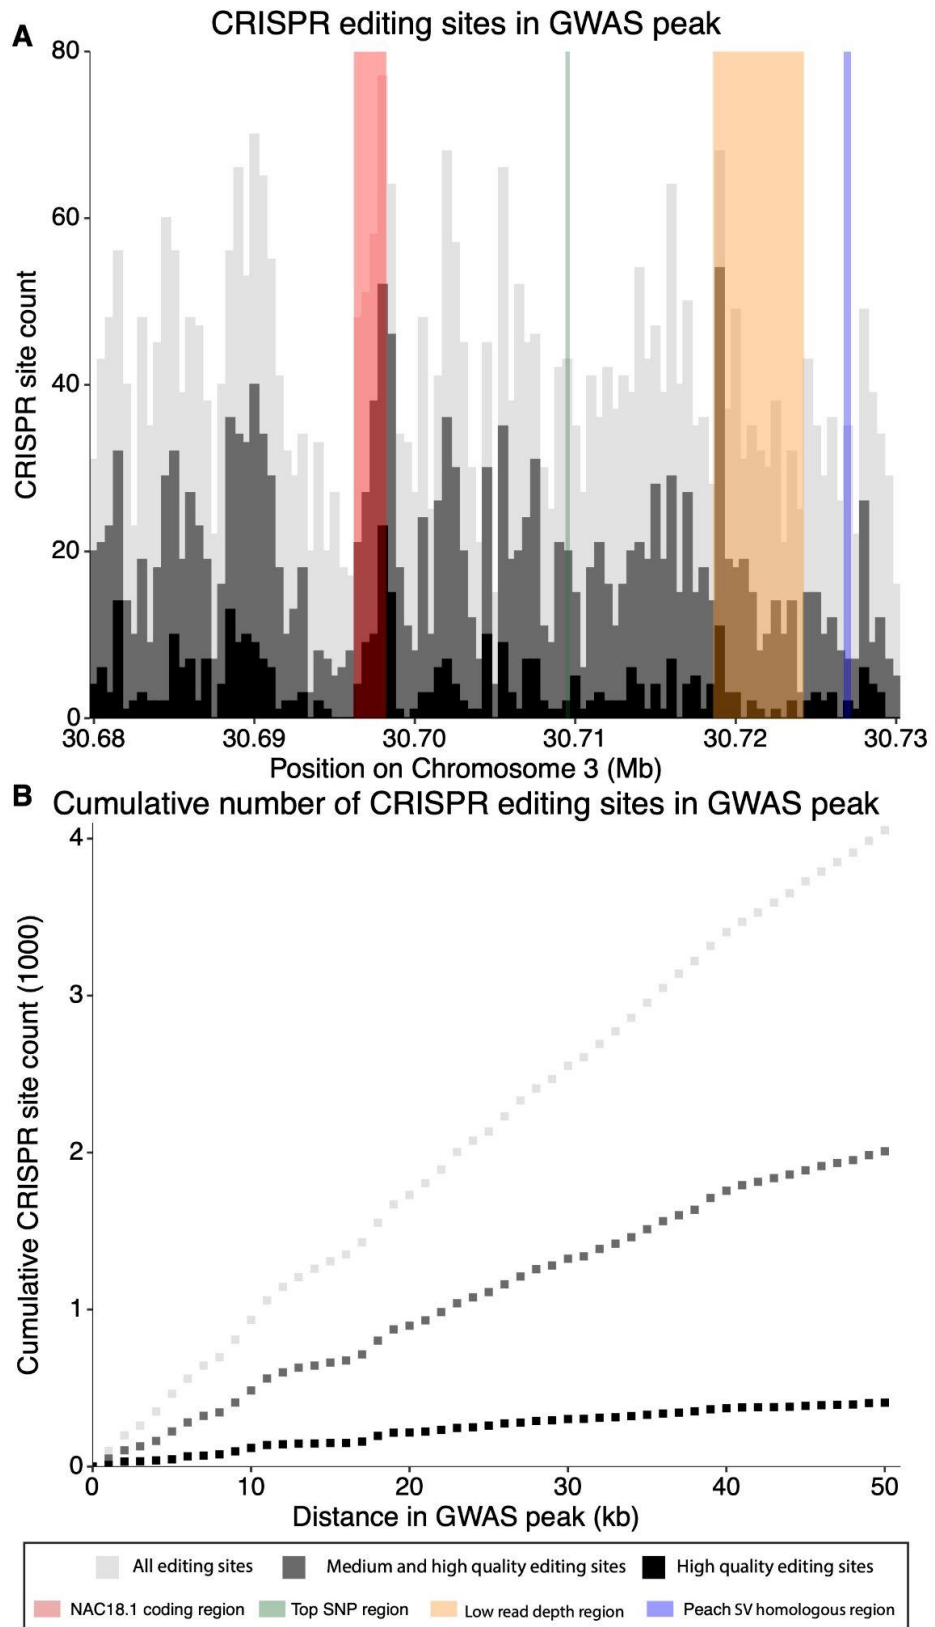 A
CRISPR editing sites in GWAS peak
80
60
40
20
0
CRISPR site count
30.68 30.69 30.70 30.71 30.72 30.73
Position on Chromosome 3 (Mb)
B
Cumulative number of CRISPR editing sites in GWAS peak
4
3
2
1
0
Cumulative CRISPR site count (1000)
0 10 20 30 40 50
Distance in GWAS peak (kb)
All editing sites Medium and high quality editing sites High quality editing sites
NAC18.1 coding region Top SNP region Low read depth region Peach SV homologous region